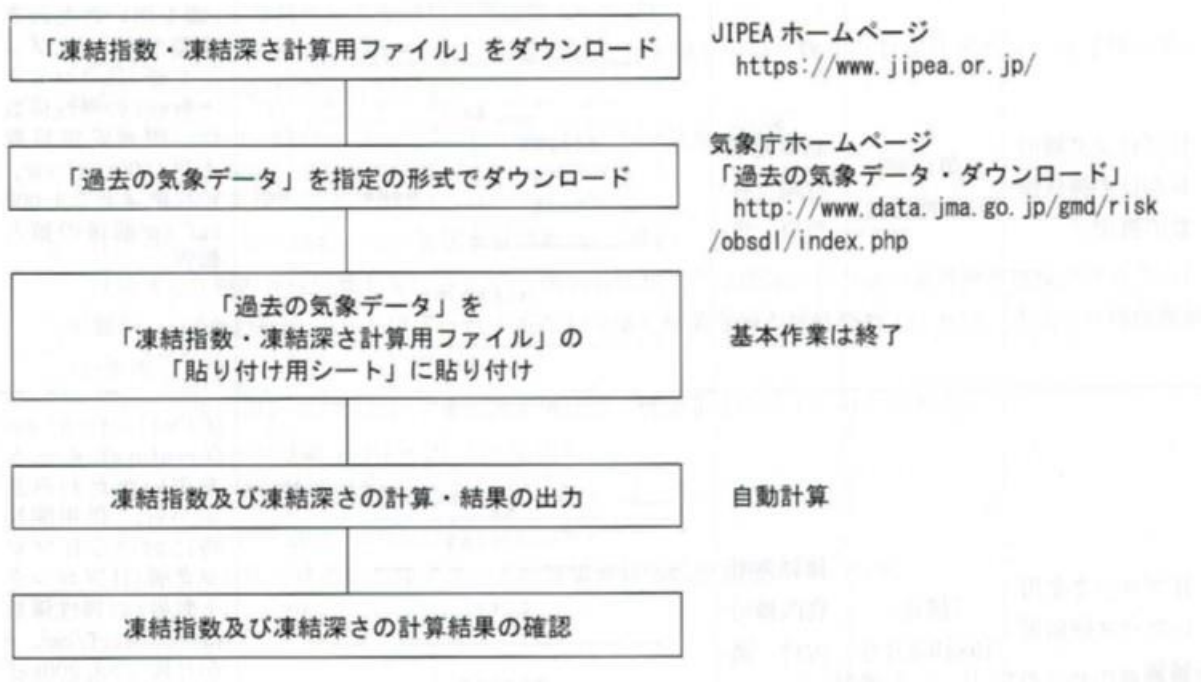 「凍結指数・凍結深さ計算用ファイル」をダウンロード
JIPEAホームページ
https://www.jipea.or.jp/
「過去の気象データ」を指定の形式でダウンロード
気象庁ホームページ
「過去の気象データ・ダウンロード」
http://www.data.jma.go.jp/gmd/risk
/obsdl/index.php
「過去の気象データ」を
「凍結指数・凍結深さ計算用ファイル」の
「貼り付け用シート」に貼り付け
基本作業は終了
凍結指数及び凍結深さの計算・結果の出力
自動計算
凍結指数及び凍結深さの計算結果の確認